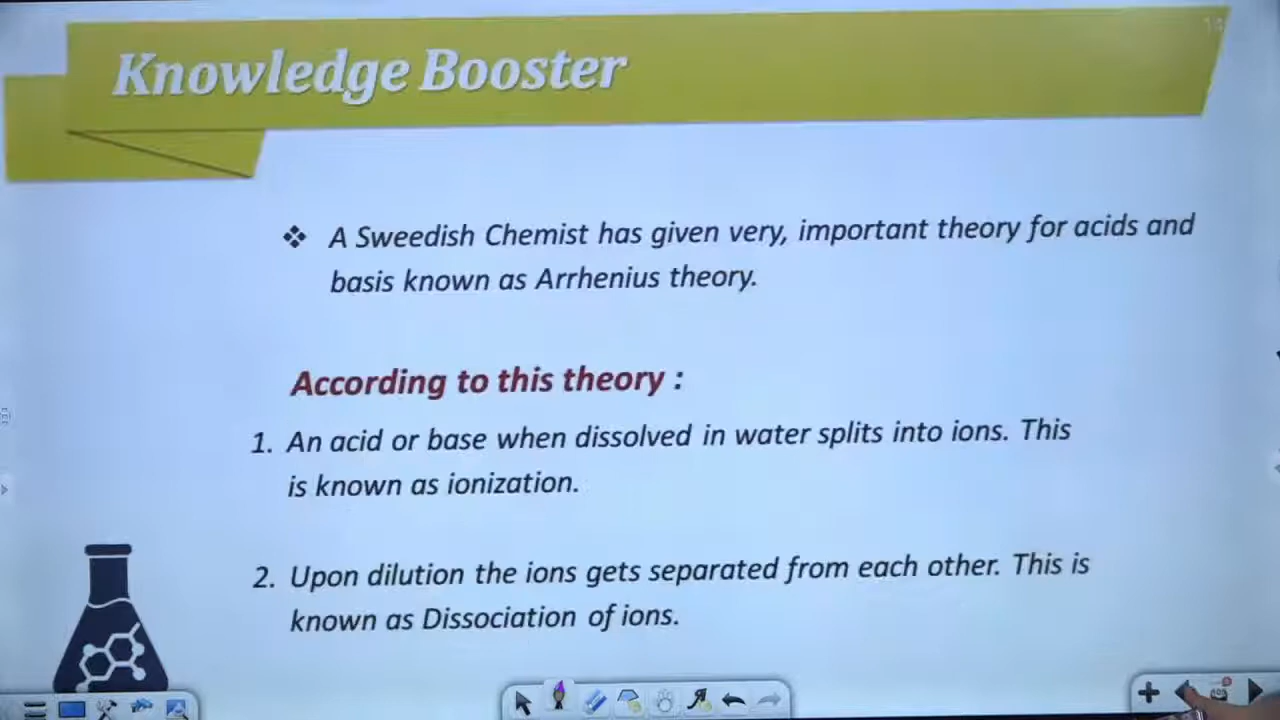 14
Knowledge Booster
❖ A Sweedish Chemist has given very, important theory for acids and
basis known as Arrhenius theory.
According to this theory :
1. An acid or base when dissolved in water splits into ions. This
is known as ionization.
2. Upon dilution the ions gets separated from each other. This is
known as Dissociation of ions.